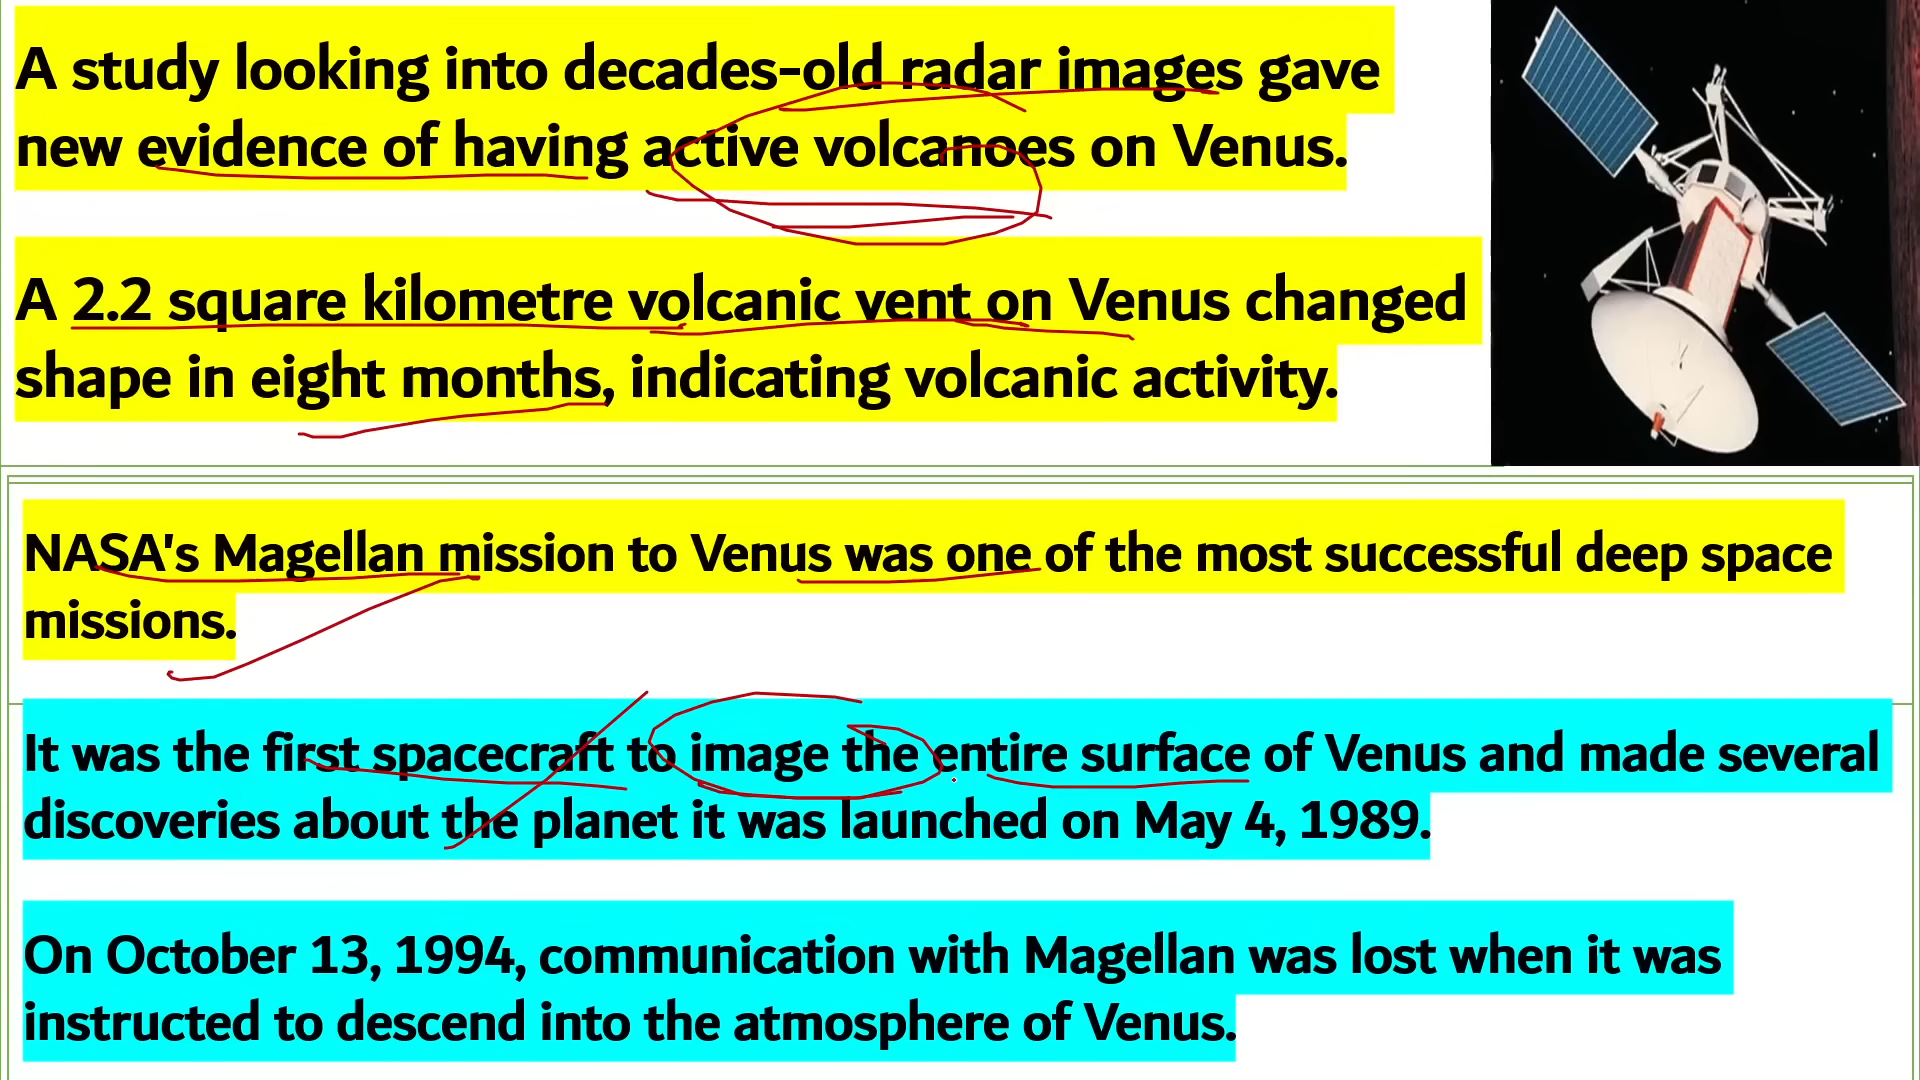 A study looking into decades-old radar images gave
new evidence of having active volcanoes on Venus.
A 2.2 square kilometre volcanic vent on Venus changed
shape in eight months, indicating volcanic activity.
NASA's Magellan mission to Venus was one of the most successful deep space
missions.
It was the first spacecraft to image the entire surface of Venus and made several
discoveries about the planet it was launched on May 4, 1989.
On October 13, 1994, communication with Magellan was lost when it was
instructed to descend into the atmosphere of Venus.